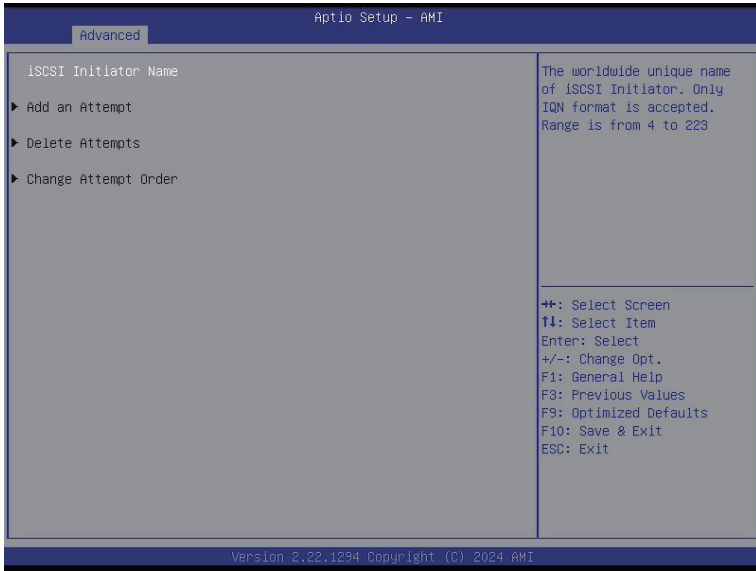 Aptio Setup – AMI
Advanced
iSCSI Initiator Name
▶ Add an Attempt
▶ Delete Attempts
▶ Change Attempt Order
The worldwide unique name
of iSCSI Initiator. Only
IQN format is accepted.
Range is from 4 to 223
→←: Select Screen
↑↓: Select Item
Enter: Select
+/-: Change Opt.
F1: General Help
F3: Previous Values
F9: Optimized Defaults
F10: Save & Exit
ESC: Exit
Version 2.22.1294 Copyright (C) 2024 AMI